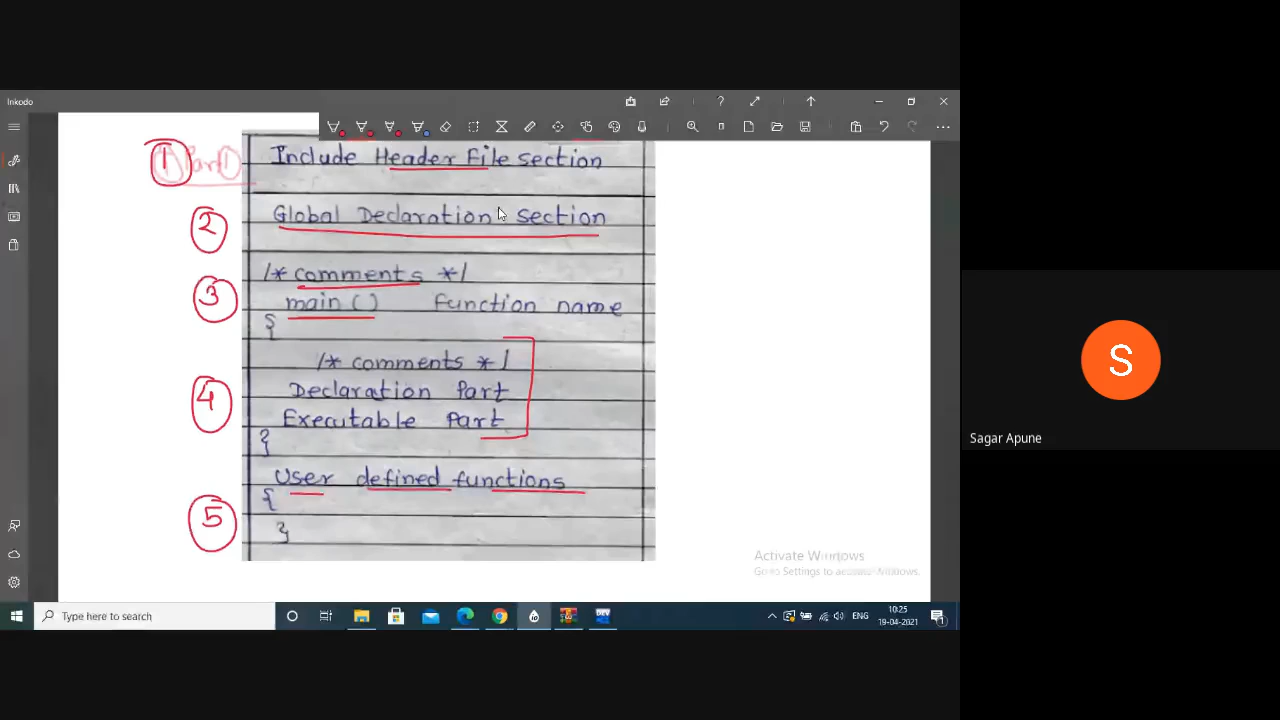 Inkodo
① Part 1
Include Header File section
② Global Declaration section
/* comments */
③ main () function name
{
/* comments */
④ Declaration Part
Executable Part
}
User defined functions
{
⑤
}
Activate Windows
Go to Settings to activate Windows.
S
Sagar Apune
Type here to search
DEV
ENG
10.25
19-04-2021